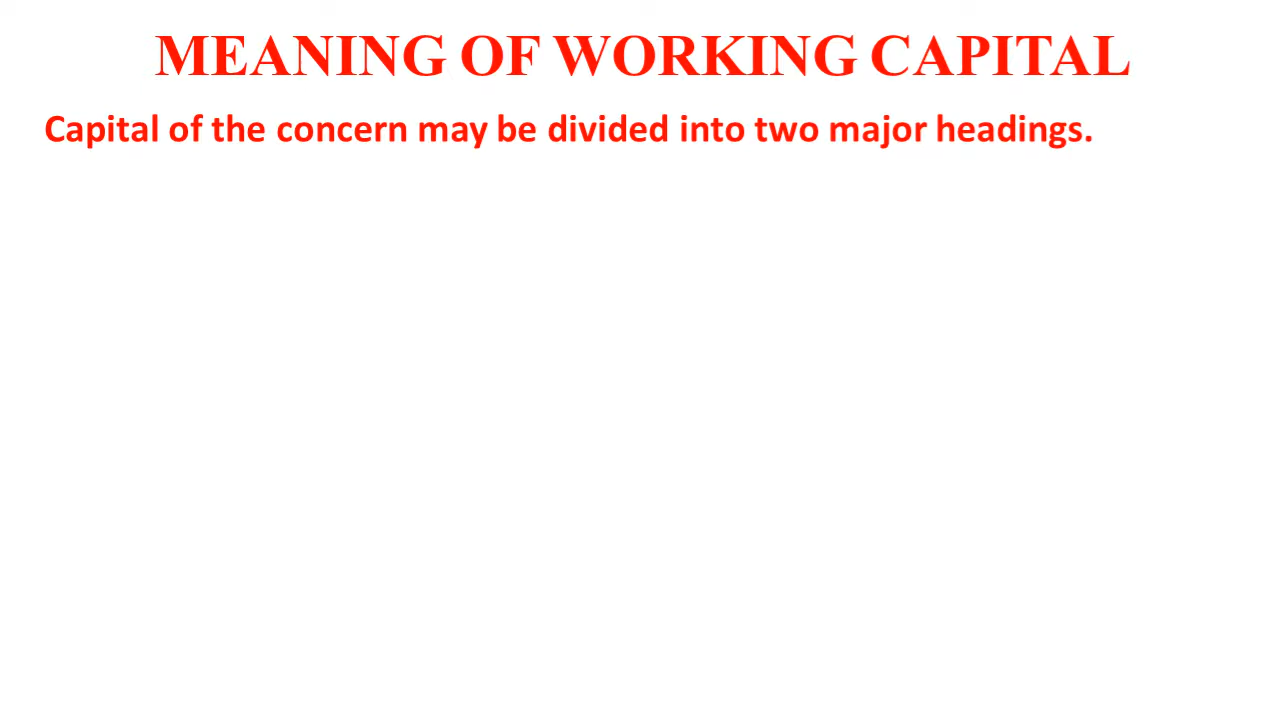 MEANING OF WORKING CAPITAL
Capital of the concern may be divided into two major headings.